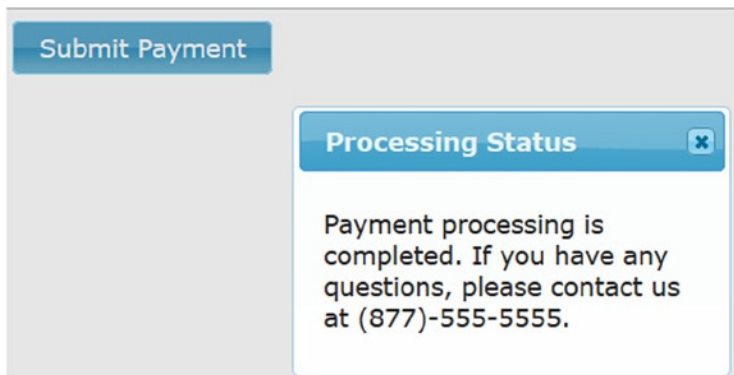 Submit Payment
Processing Status
Payment processing is
completed. If you have any
questions, please contact us
at (877)-555-5555.